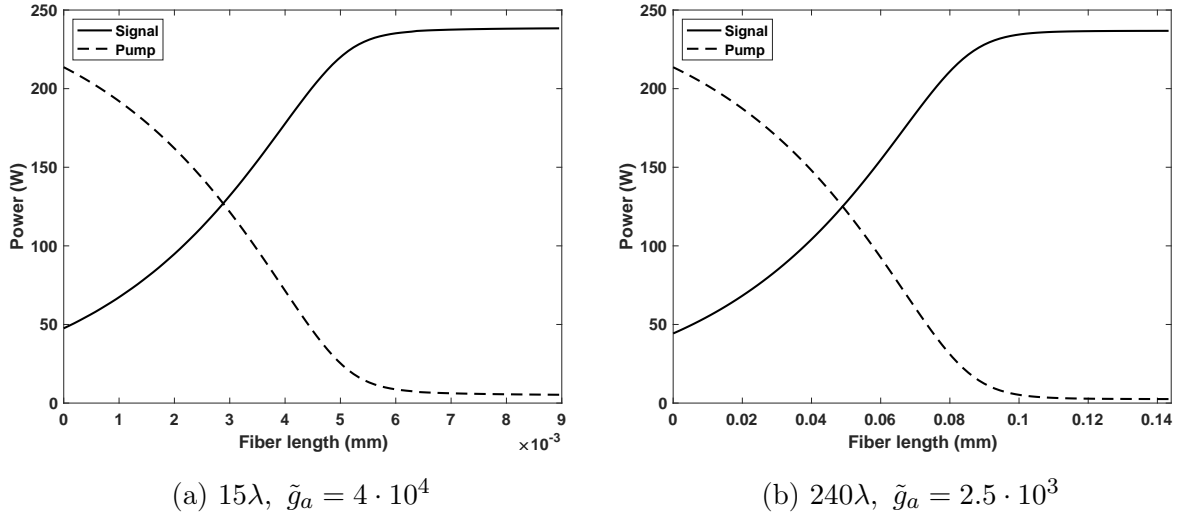 250
200
150
100
50
0
Power (W)
Signal
Pump
0 1 2 3 4 5 6 7 8 9
Fiber length (mm)
×10⁻³
(a) 15λ, g̃ₐ = 4 · 10⁴
250
200
150
100
50
0
Power (W)
Signal
Pump
0 0.02 0.04 0.06 0.08 0.1 0.12 0.14
Fiber length (mm)
(b) 240λ, g̃ₐ = 2.5 · 10³